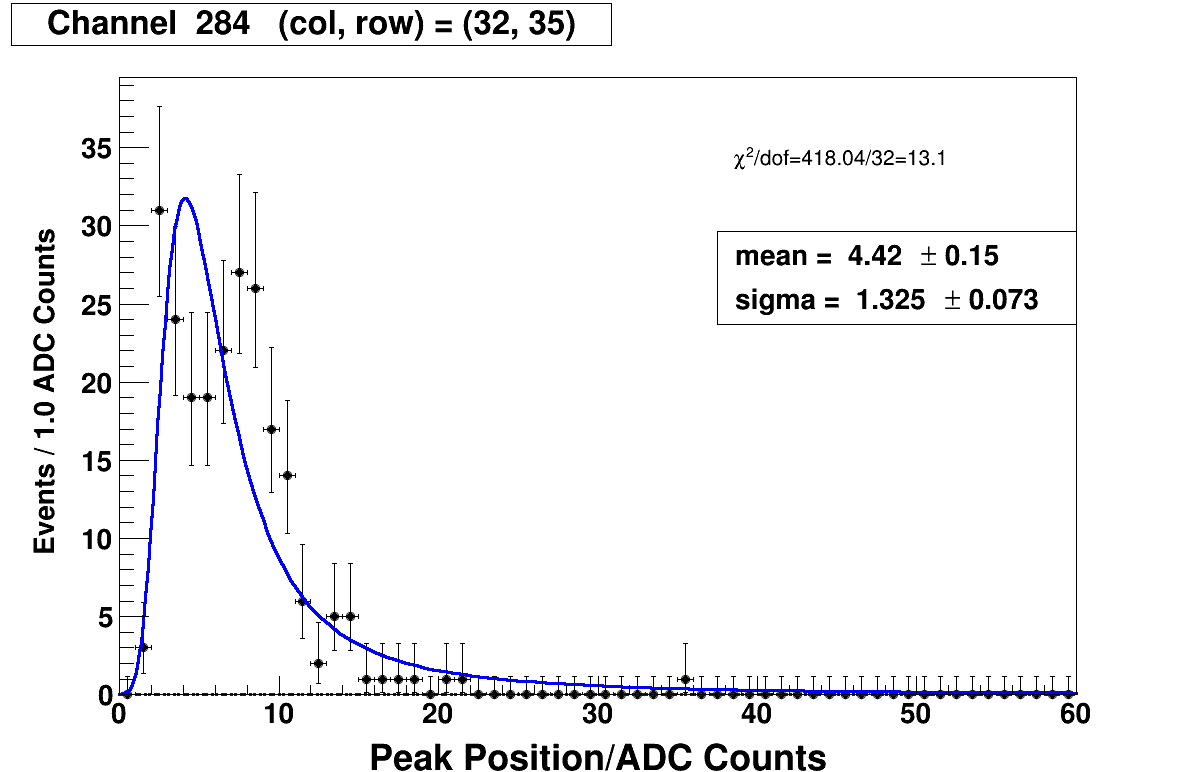 Channel 284 (col, row) = (32, 35)
Events / 1.0 ADC Counts
35
30
25
20
15
10
5
0
χ²/dof=418.04/32=13.1
mean = 4.42 ± 0.15
sigma = 1.325 ± 0.073
0 10 20 30 40 50 60
Peak Position/ADC Counts